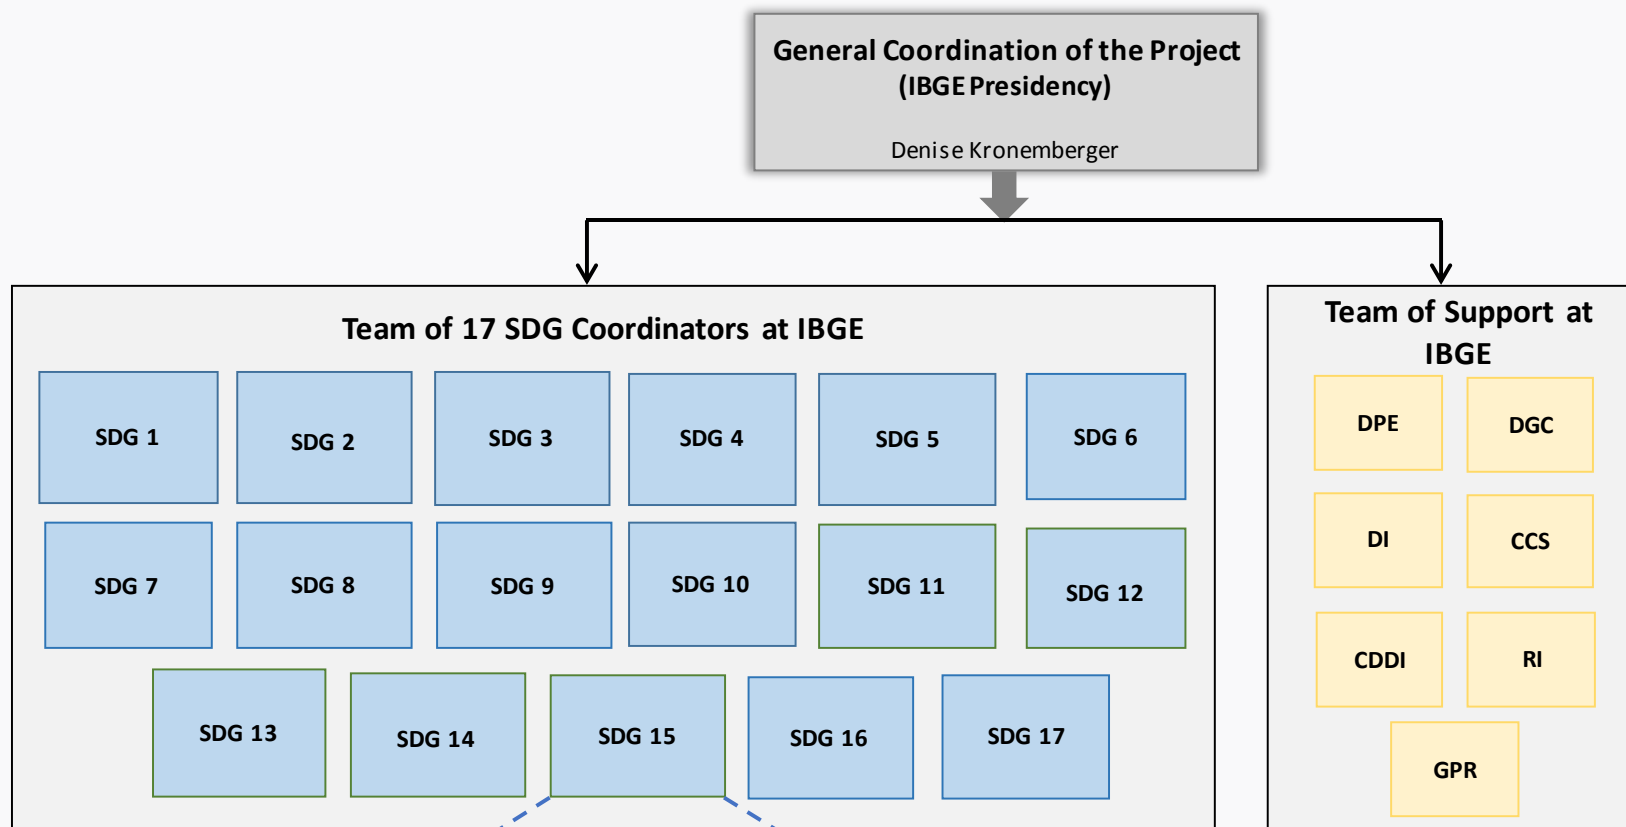 General Coordination of the Project
(IBGE Presidency)
Denise Kronemberger
Team of 17 SDG Coordinators at IBGE
SDG 1
SDG 2
SDG 3
SDG 4
SDG 5
SDG 6
SDG 7
SDG 8
SDG 9
SDG 10
SDG 11
SDG 12
SDG 13
SDG 14
SDG 15
SDG 16
SDG 17
Team of Support at
IBGE
DPE
DGC
DI
CCS
CDDI
RI
GPR